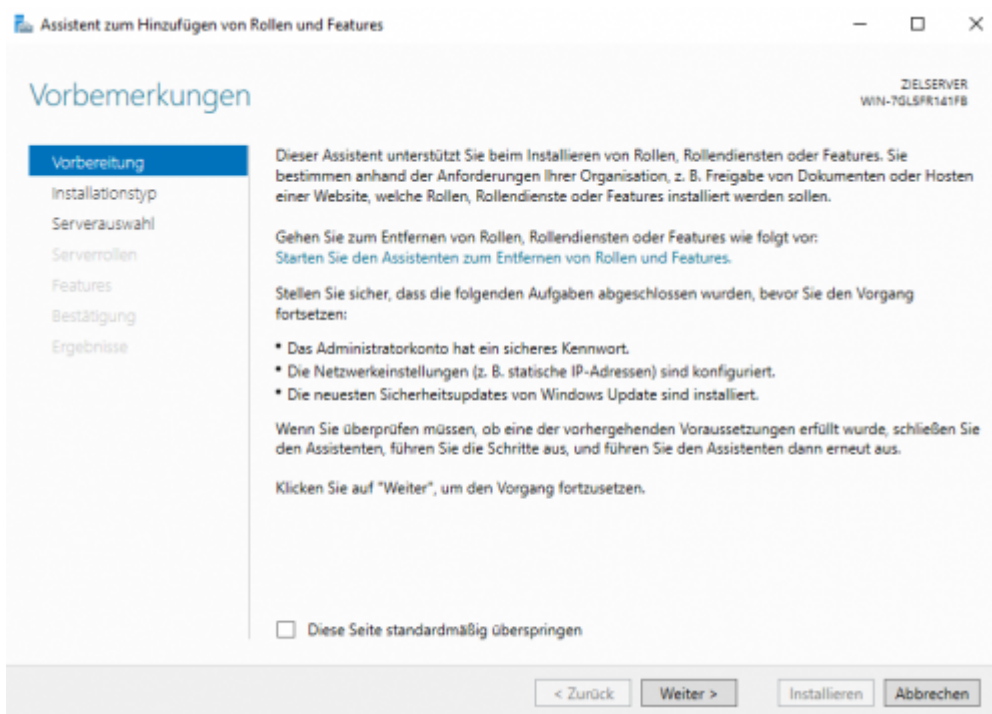 Assistent zum Hinzufügen von Rollen und Features
Vorbemerkungen
ZIELSERVER
WIN-7GLSFR141FB
Vorbereitung
Installationstyp
Serverauswahl
Serverrollen
Features
Bestätigung
Ergebnisse
Dieser Assistent unterstützt Sie beim Installieren von Rollen, Rollendiensten oder Features. Sie
bestimmen anhand der Anforderungen Ihrer Organisation, z. B. Freigabe von Dokumenten oder Hosten
einer Website, welche Rollen, Rollendienste oder Features installiert werden sollen.
Gehen Sie zum Entfernen von Rollen, Rollendiensten oder Features wie folgt vor:
Starten Sie den Assistenten zum Entfernen von Rollen und Features.
Stellen Sie sicher, dass die folgenden Aufgaben abgeschlossen wurden, bevor Sie den Vorgang
fortsetzen:
• Das Administratorkonto hat ein sicheres Kennwort.
• Die Netzwerkeinstellungen (z. B. statische IP-Adressen) sind konfiguriert.
• Die neuesten Sicherheitsupdates von Windows Update sind installiert.
Wenn Sie überprüfen müssen, ob eine der vorhergehenden Voraussetzungen erfüllt wurde, schließen Sie
den Assistenten, führen Sie die Schritte aus, und führen Sie den Assistenten dann erneut aus.
Klicken Sie auf "Weiter", um den Vorgang fortzusetzen.
Diese Seite standardmäßig überspringen
< Zurück
Weiter >
Installieren
Abbrechen